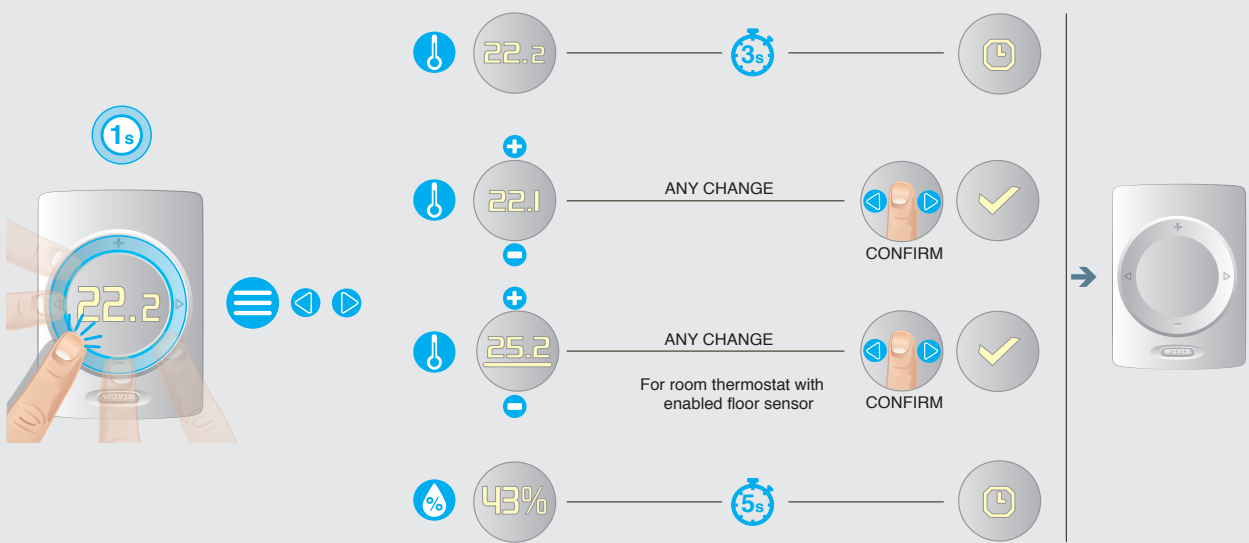 22.2
3s
1s
22.1
ANY CHANGE
CONFIRM
22.2
wavin
25.2
ANY CHANGE
For room thermostat with
enabled floor sensor
CONFIRM
wavin
%
43%
5s